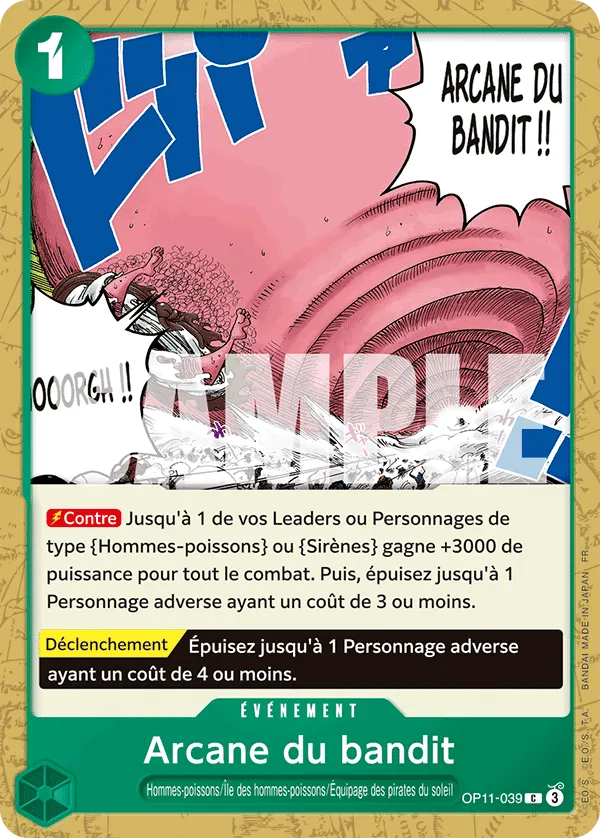 1
ARCANE DU
BANDIT !!
OOORGH !!
SAMPLE
Contre Jusqu'à 1 de vos Leaders ou Personnages de
type {Hommes-poissons} ou {Sirènes} gagne +3000 de
puissance pour tout le combat. Puis, épuisez jusqu'à 1
Personnage adverse ayant un coût de 3 ou moins.
Déclenchement Épuisez jusqu'à 1 Personnage adverse
ayant un coût de 4 ou moins.
ÉVÉNEMENT
Arcane du bandit
Hommes-poissons/Île des hommes-poissons/Équipage des pirates du soleil
OP11-039 C 3
©E.O./S. ©E.O./S.,T.A. BANDAI MADE IN JAPAN FR